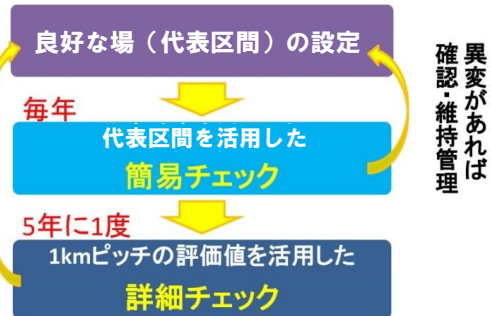 良好な場（代表区間）の設定
毎年
代表区間を活用した
簡易チェック
5年に1度
1kmピッチの評価値を活用した
詳細チェック
異変があれば
確認・維持管理